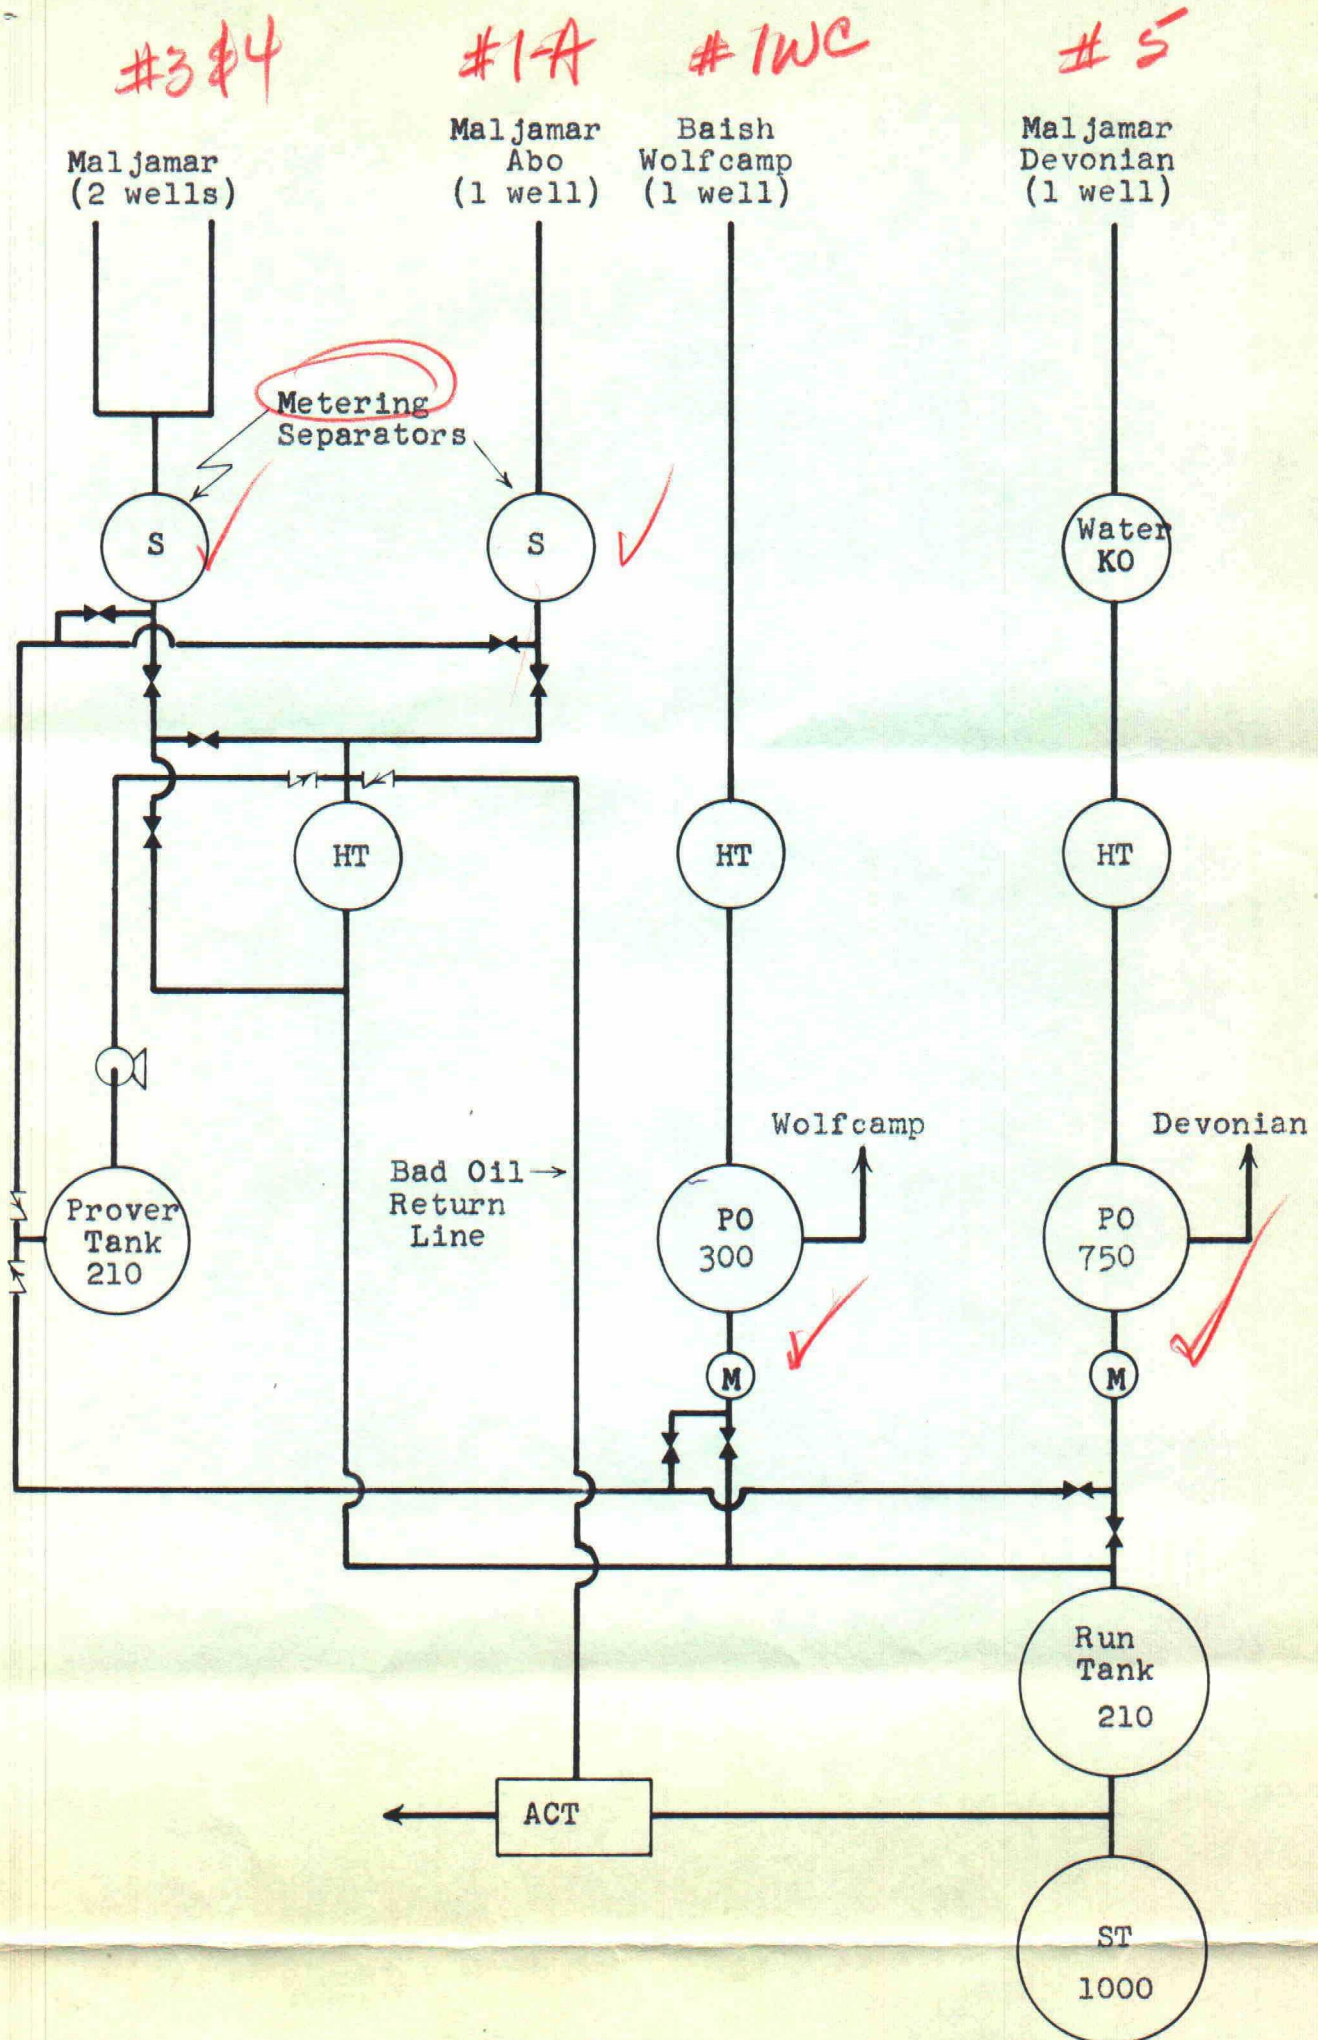 #3&4
#1-A
#1WC
#5
Maljamar
(2 wells)
Maljamar
Abo
(1 well)
Baish
Wolfcamp
(1 well)
Maljamar
Devonian
(1 well)
Metering
Separators
S
S
Water
KO
HT
HT
HT
Wolfcamp
Devonian
Bad Oil
Return
Line
Prover
Tank
210
PO
300
PO
750
M
M
Run
Tank
210
ACT
ST
1000